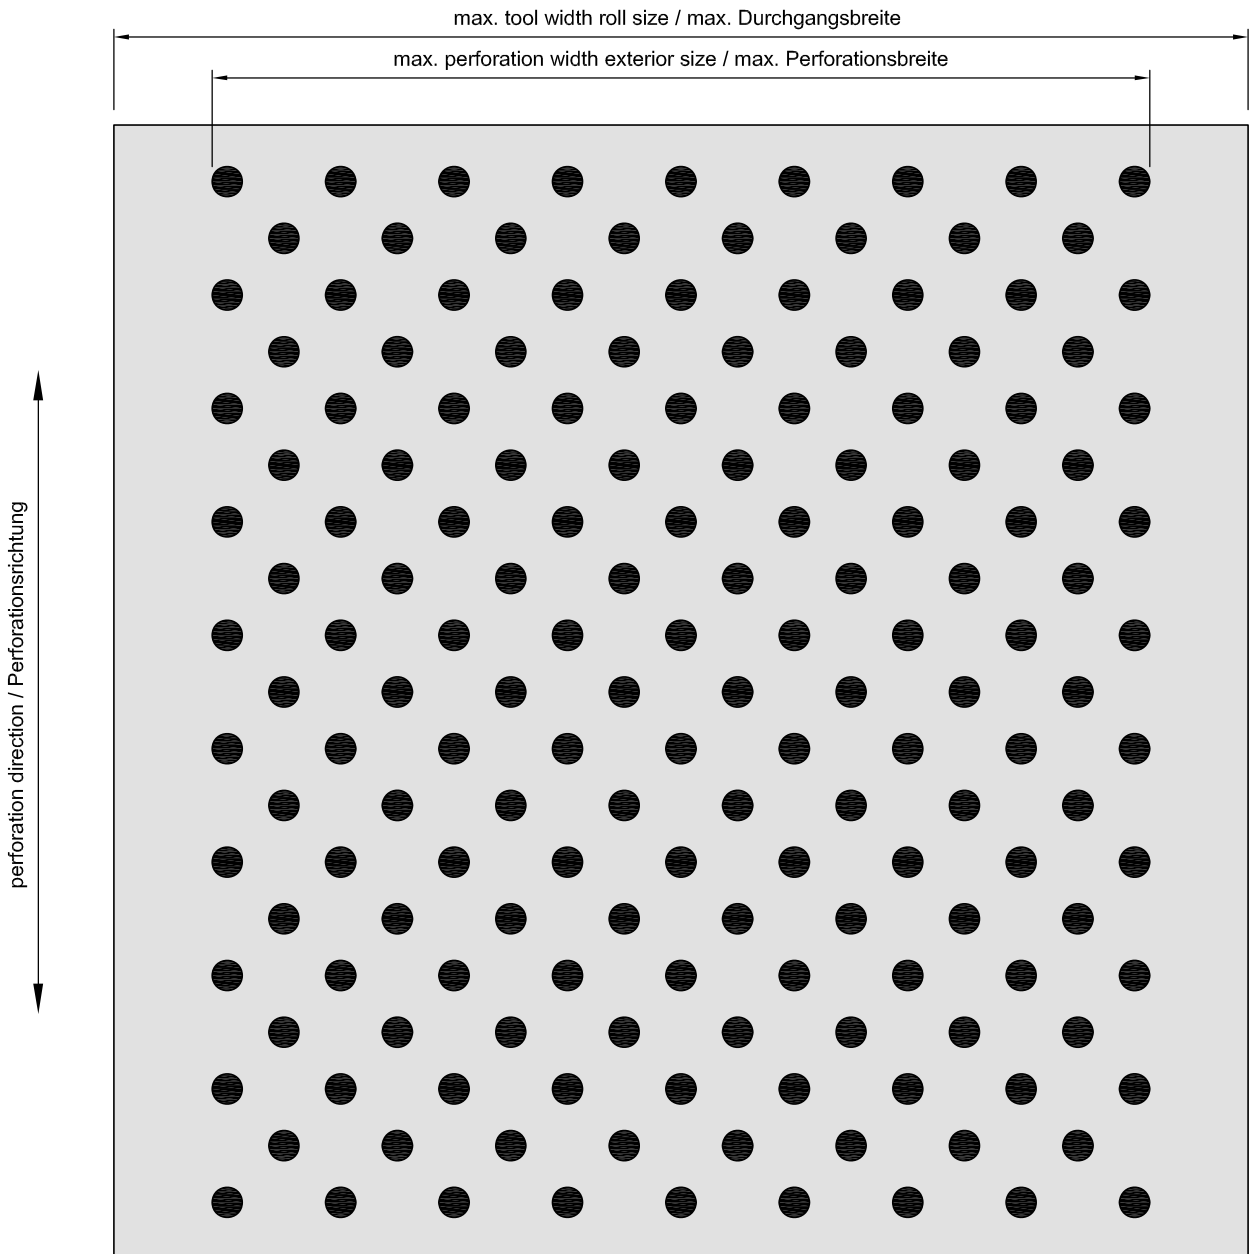 max. tool width roll size / max. Durchgangsbreite
max. perforation width exterior size / max. Perforationsbreite
perforation direction / Perforationsrichtung